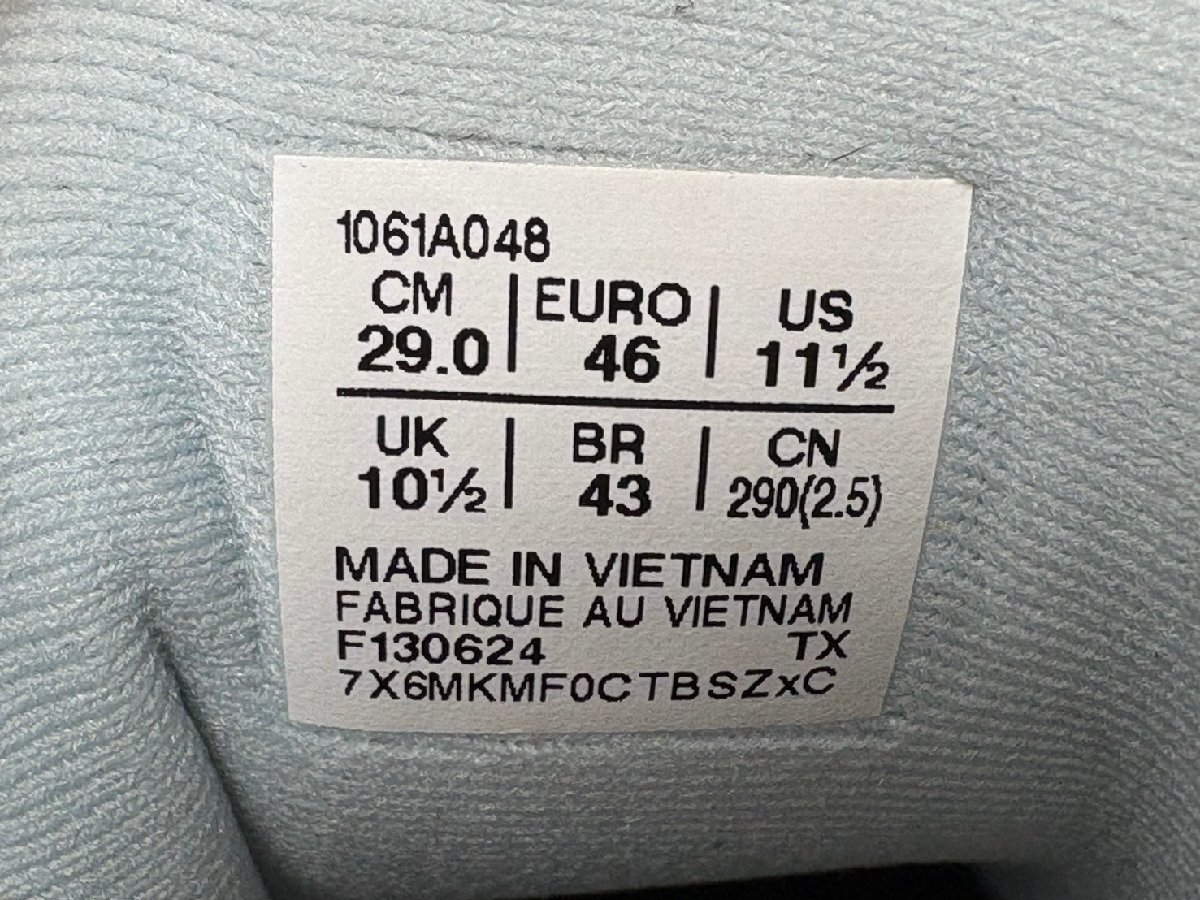 1061A048
CM EURO US
29.0 46 11½
UK BR CN
10½ 43 290(2.5)
MADE IN VIETNAM
FABRIQUE AU VIETNAM
F130624 TX
7X6MKMF0CTBSZxC